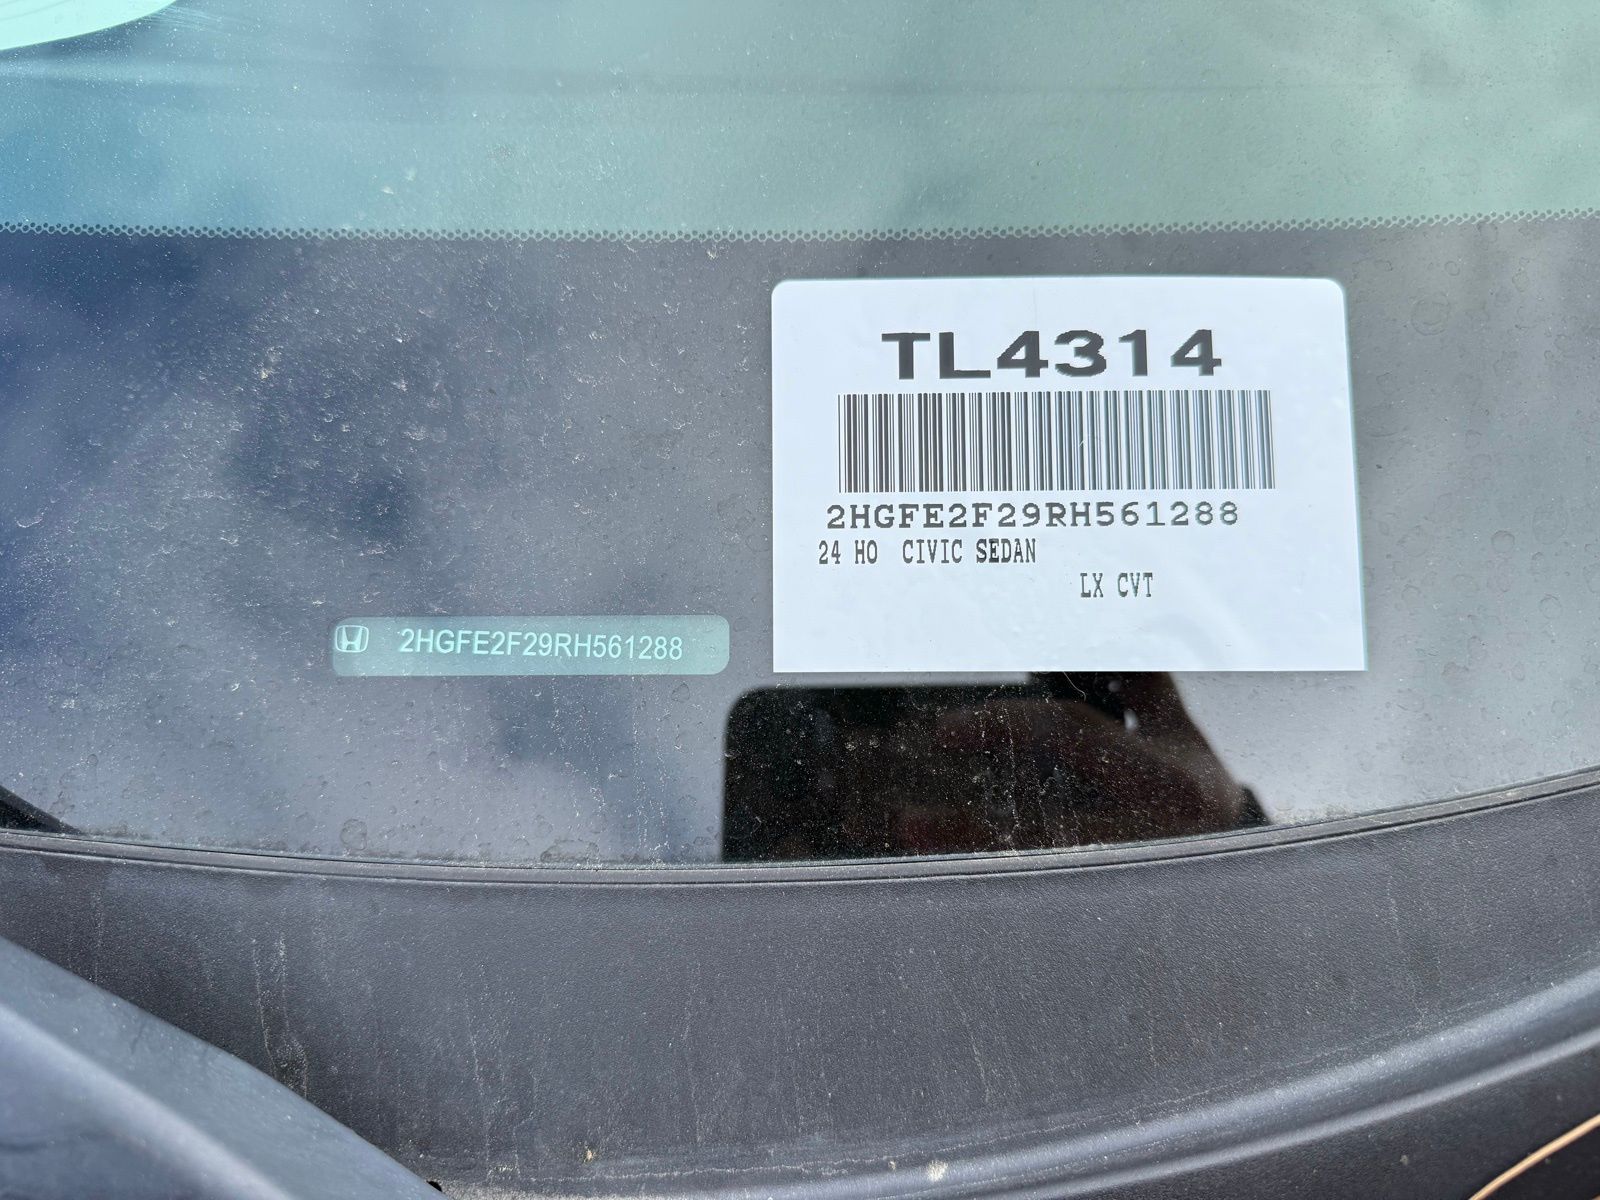 TL4314
2HGFE2F29RH561288
24 HO CIVIC SEDAN
LX CVT
2HGFE2F29RH561288